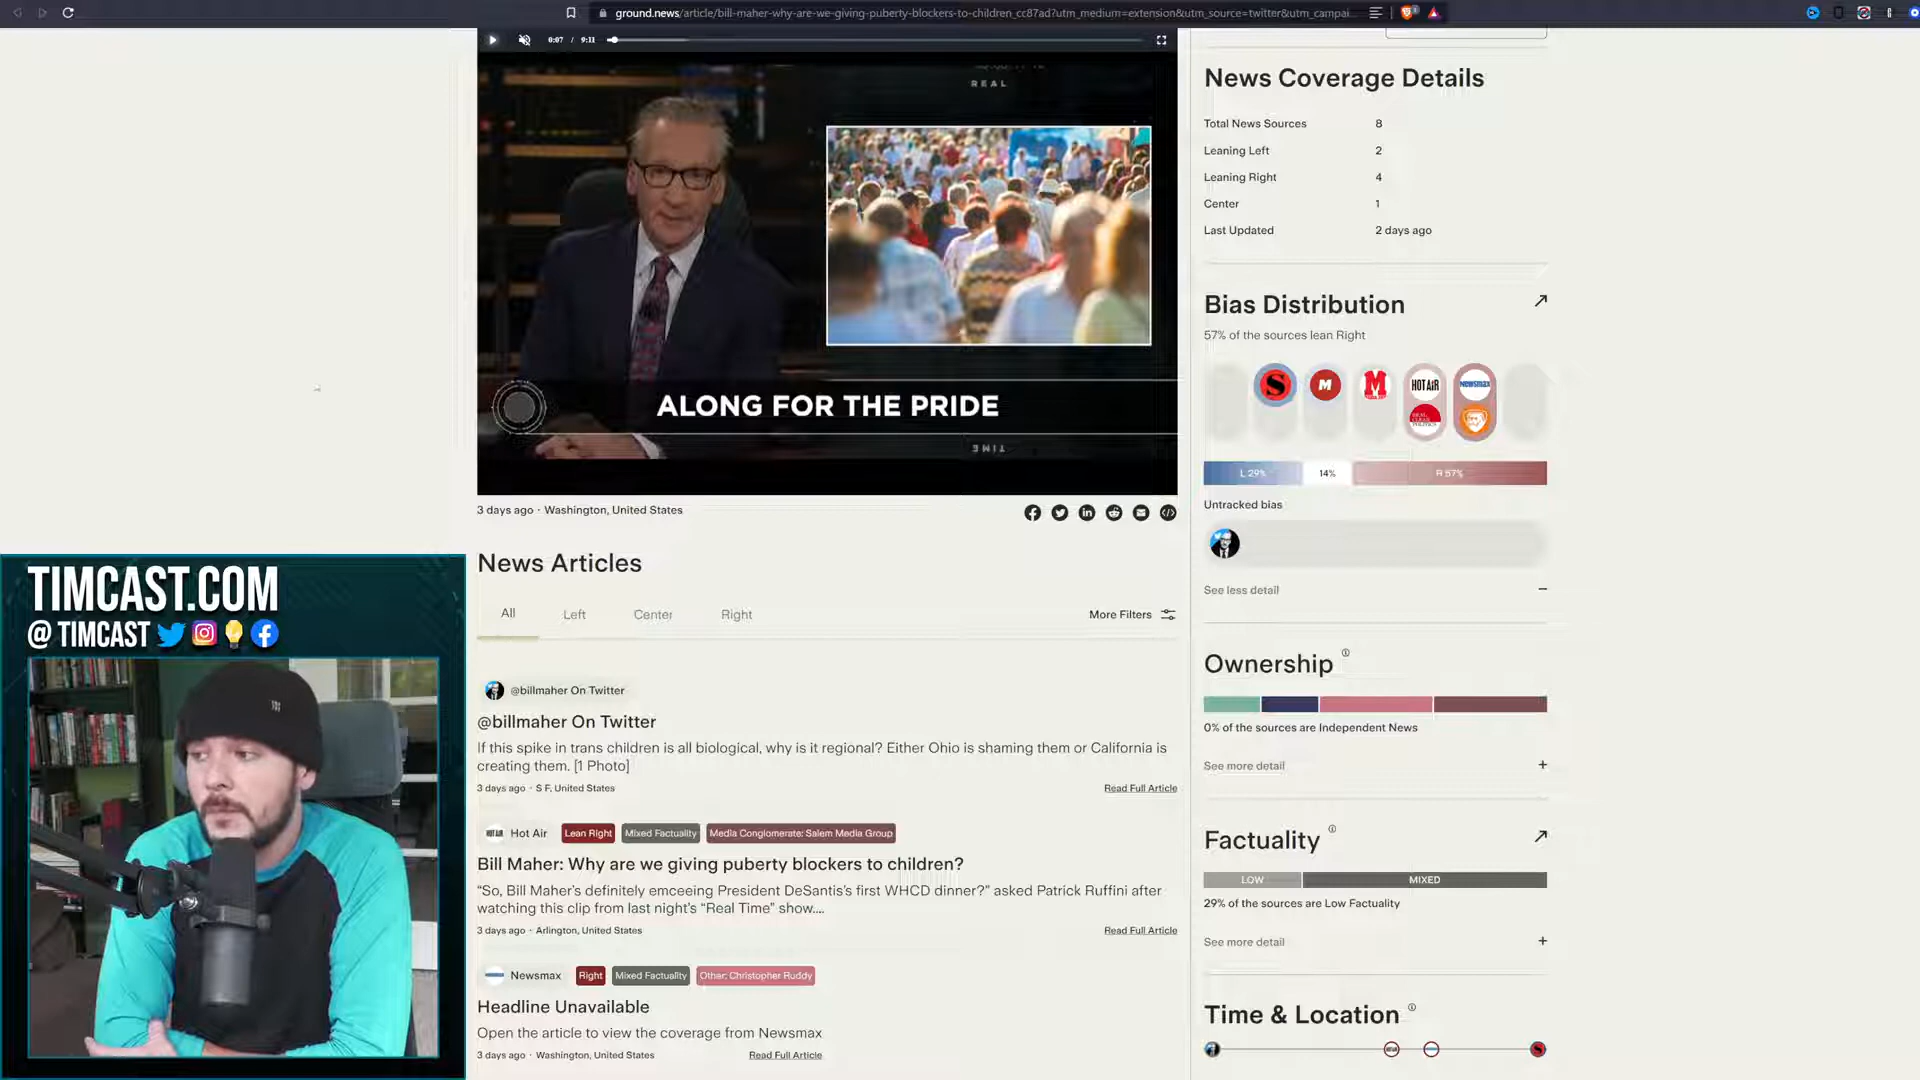 ground.news/article/bill-maher-why-are-we-giving-puberty-blockers-to-children_cc87ad?utm_medium=extension&utm_source=twitter&utm_campai...
0:07 / 9:11
REAL
ALONG FOR THE PRIDE
TIME
3 days ago · Washington, United States
News Articles
All Left Center Right More Filters
@billmaher On Twitter
@billmaher On Twitter
If this spike in trans children is all biological, why is it regional? Either Ohio is shaming them or California is
creating them. [1 Photo]
3 days ago · S F, United States Read Full Article
HOT AIR Hot Air Lean Right Mixed Factuality Media Conglomerate: Salem Media Group
Bill Maher: Why are we giving puberty blockers to children?
“So, Bill Maher’s definitely emceeing President DeSantis’s first WHCD dinner?” asked Patrick Ruffini after
watching this clip from last night’s “Real Time” show....
3 days ago · Arlington, United States Read Full Article
Newsmax Right Mixed Factuality Other: Christopher Ruddy
Headline Unavailable
Open the article to view the coverage from Newsmax
3 days ago · Washington, United States Read Full Article
News Coverage Details
Total News Sources 8
Leaning Left 2
Leaning Right 4
Center 1
Last Updated 2 days ago
Bias Distribution
57% of the sources lean Right
S M M HOT AIR Newsmax
L 29% 14% R 57%
Untracked bias
See less detail
Ownership
0% of the sources are Independent News
See more detail
Factuality
LOW MIXED
29% of the sources are Low Factuality
See more detail
Time & Location
TIMCAST.COM
@ TIMCAST